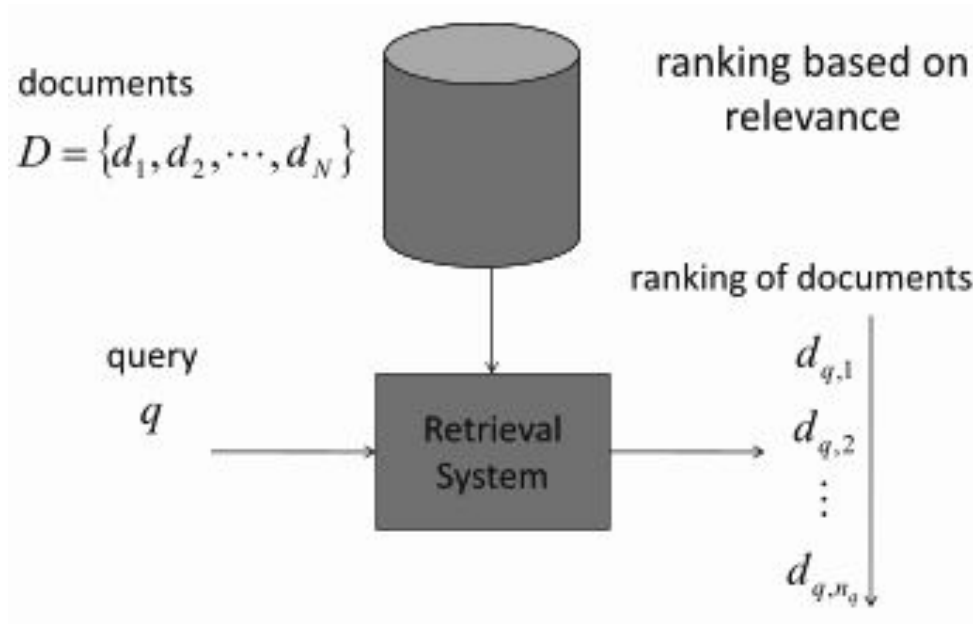 documents
D = {d_1, d_2, ⋯, d_N}
ranking based on
relevance
ranking of documents
query
q
Retrieval
System
d_{q,1}
d_{q,2}
⋮
d_{q,n_q}